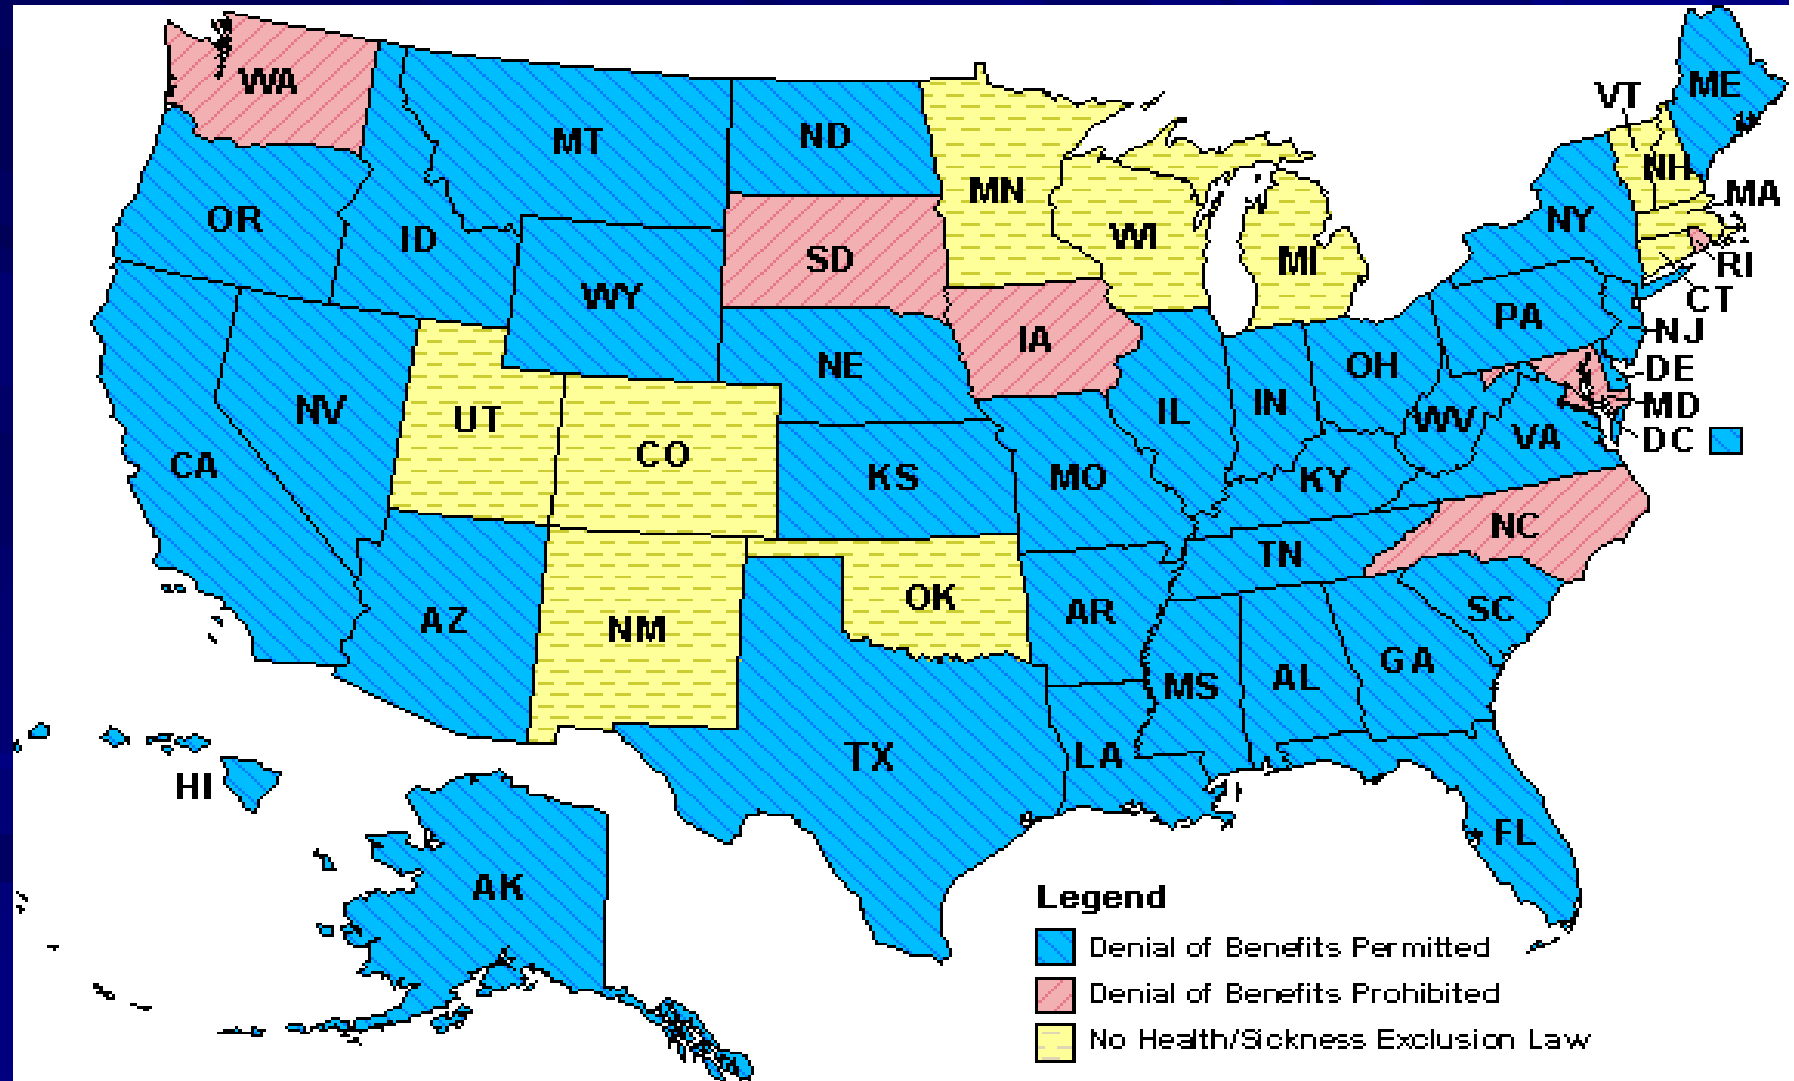 WA
MT
ND
MN
VT
ME
OR
ID
SD
WI
MI
NH
MA
NY
RI
WY
IA
PA
CT
NJ
NE
OH
DE
NV
UT
CO
IL
IN
WV
MD
VA
DC
CA
KS
MO
KY
NC
TN
AZ
NM
OK
AR
SC
MS
AL
GA
TX
LA
HI
FL
AK
Legend
Denial of Benefits Permitted
Denial of Benefits Prohibited
No Health/Sickness Exclusion Law